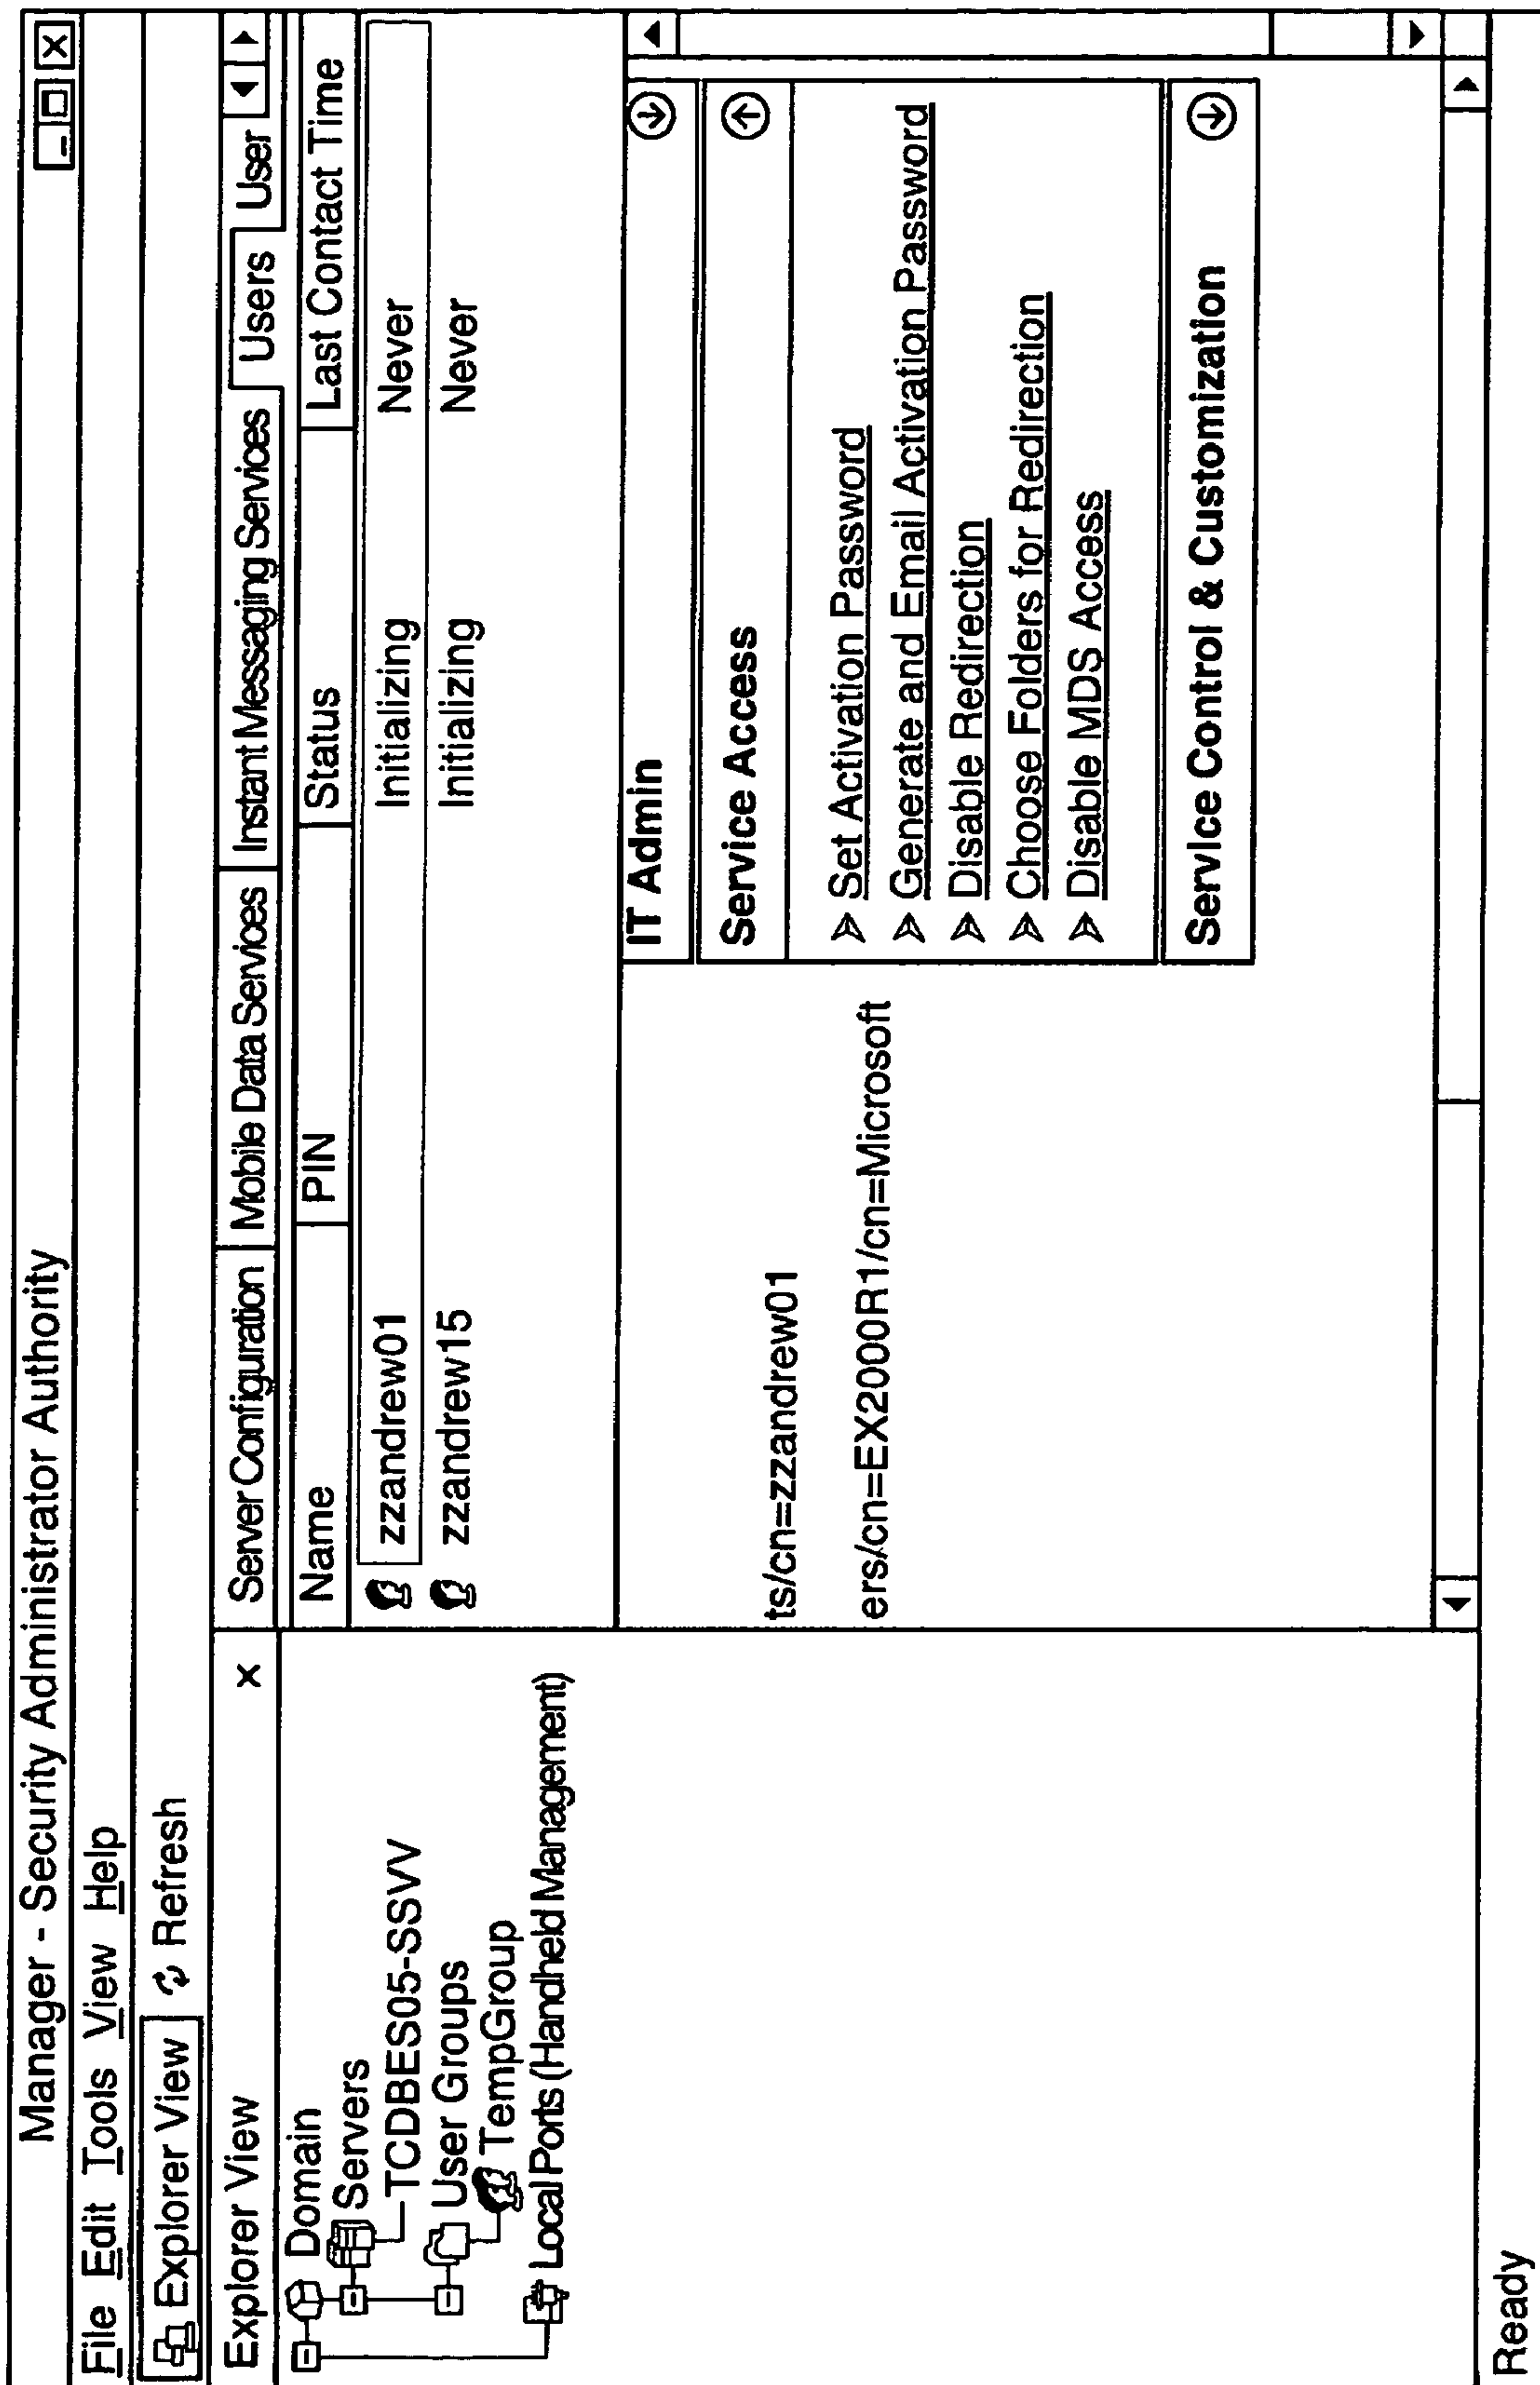 Manager - Security Administrator Authority
File Edit Tools View Help
Explorer View Refresh
Explorer View x
Server Configuration Mobile Data Services Instant Messaging Services Users User
Domain
Servers
TCDBES05-SSVV
User Groups
TempGroup
Local Ports (Handheld Management)
Name PIN Status Last Contact Time
zzandrew01 Initializing Never
zzandrew15 Initializing Never
IT Admin
Service Access
ts/cn=zzandrew01
Set Activation Password
ers/cn=EX2000R1/cn=Microsoft
Generate and Email Activation Password
Disable Redirection
Choose Folders for Redirection
Disable MDS Access
Service Control & Customization
Ready